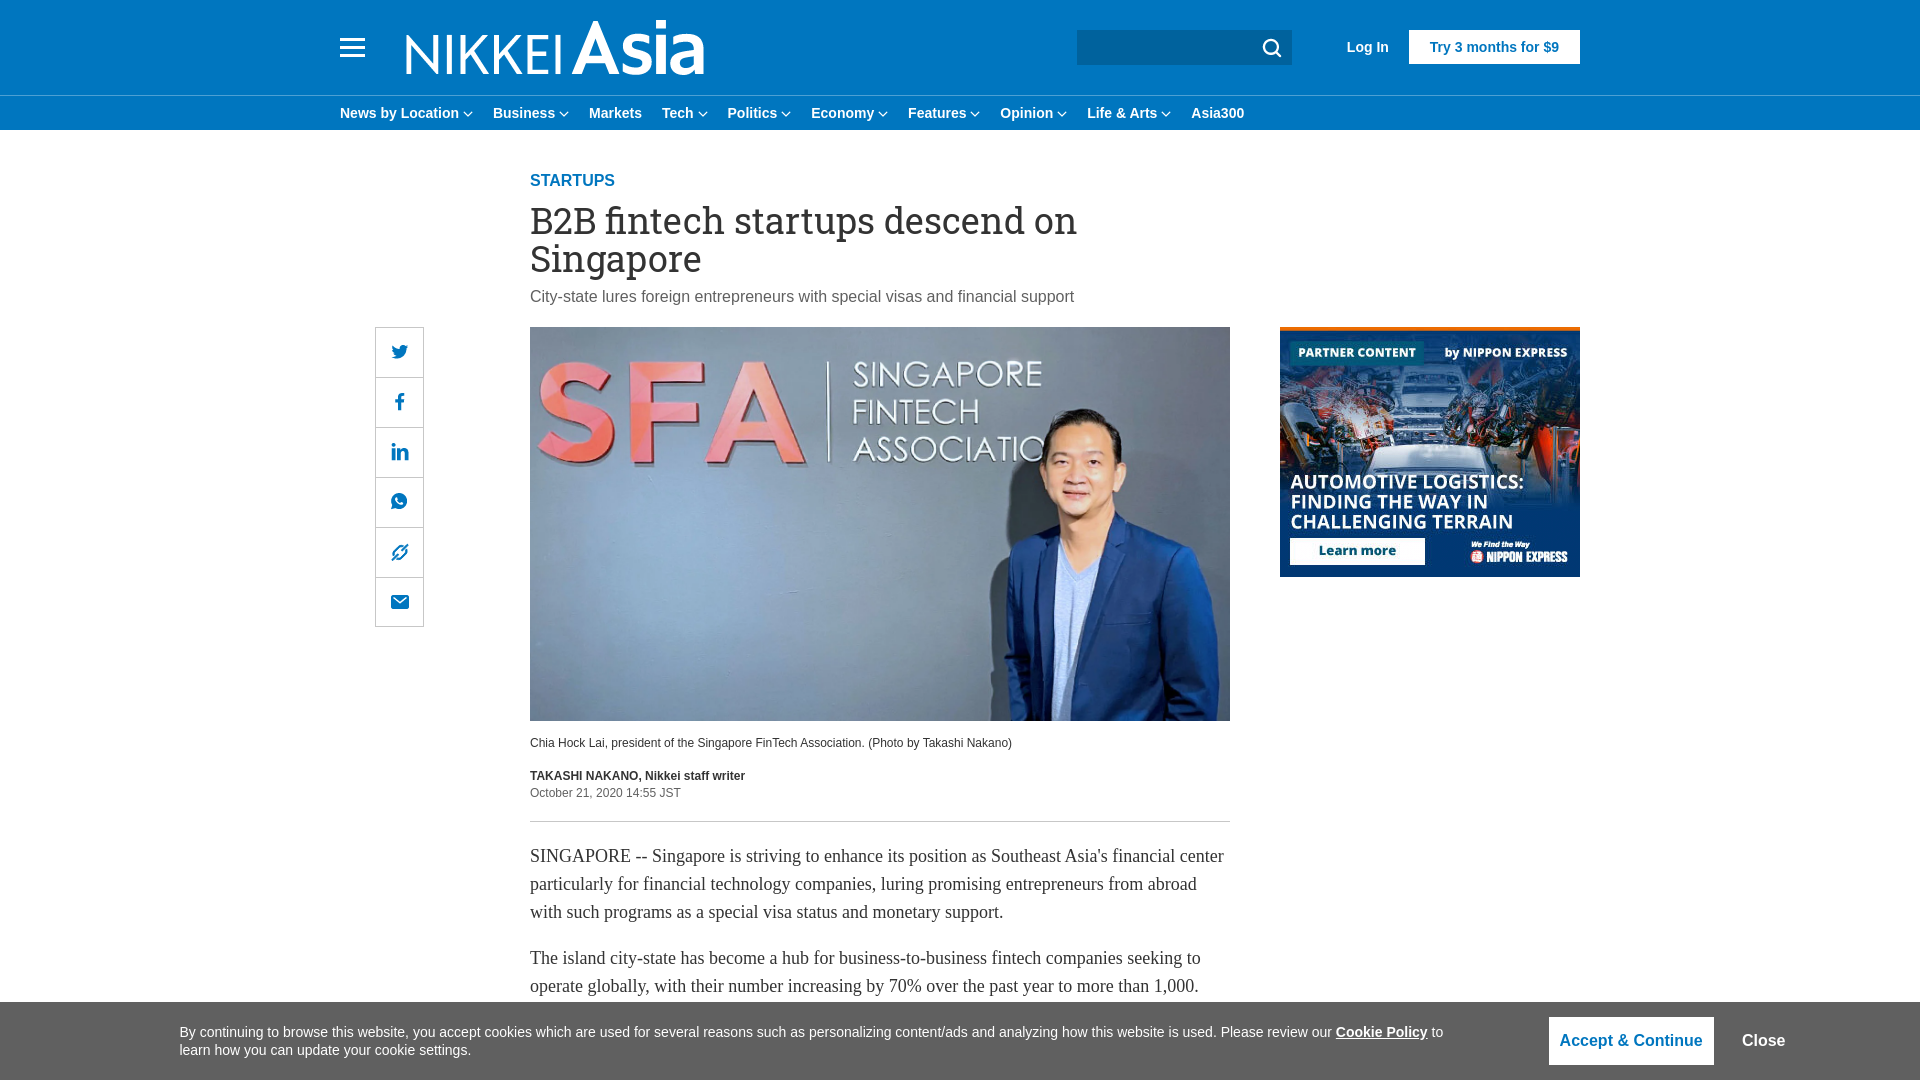 NIKKEI Asia
Log In
Try 3 months for $9
News by Location
Business
Markets
Tech
Politics
Economy
Features
Opinion
Life & Arts
Asia300
STARTUPS
B2B fintech startups descend on
Singapore
City-state lures foreign entrepreneurs with special visas and financial support
SFA
SINGAPORE
FINTECH
ASSOCIATIO
PARTNER CONTENT
by NIPPON EXPRESS
AUTOMOTIVE LOGISTICS:
FINDING THE WAY IN
CHALLENGING TERRAIN
Learn more
We Find the Way
NIPPON EXPRESS
Chia Hock Lai, president of the Singapore FinTech Association. (Photo by Takashi Nakano)
TAKASHI NAKANO, Nikkei staff writer
October 21, 2020 14:55 JST
SINGAPORE -- Singapore is striving to enhance its position as Southeast Asia's financial center
particularly for financial technology companies, luring promising entrepreneurs from abroad
with such programs as a special visa status and monetary support.
The island city-state has become a hub for business-to-business fintech companies seeking to
operate globally, with their number increasing by 70% over the past year to more than 1,000.
By continuing to browse this website, you accept cookies which are used for several reasons such as personalizing content/ads and analyzing how this website is used. Please review our Cookie Policy to
learn how you can update your cookie settings.
Accept & Continue
Close